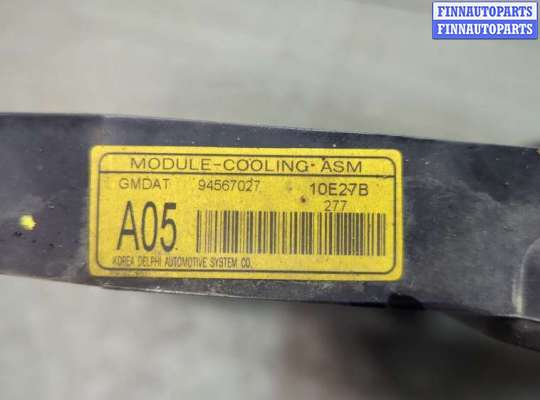 FINNAUTOPARTS
FINNAUTOPARTS
MODULE-COOLING ASM
GMDAT 94567027 10E27B
277
A05
KOREA DELPHI AUTOMOTIVE SYSTEM CO.